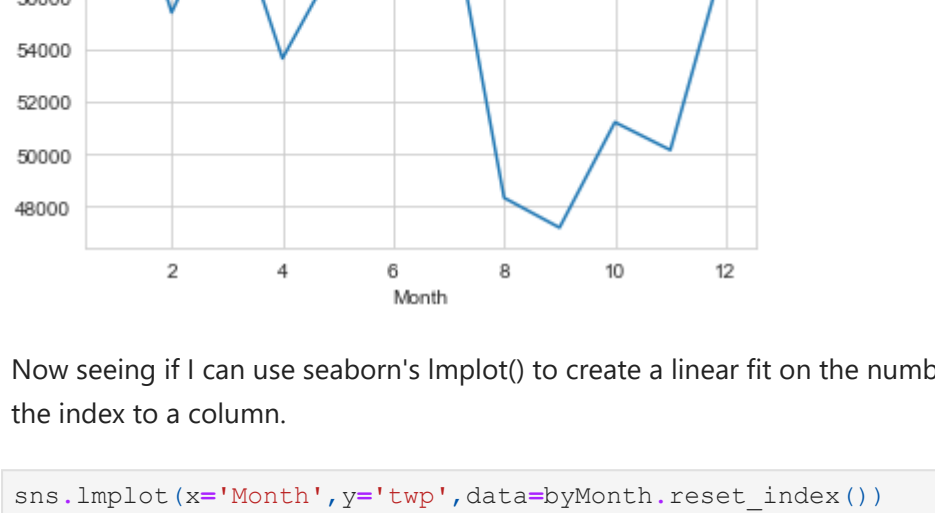 54000
52000
50000
48000
2 4 6 8 10 12
Month
Now seeing if I can use seaborn's lmplot() to create a linear fit on the numb
the index to a column.
sns.lmplot(x='Month',y='twp',data=byMonth.reset_index())